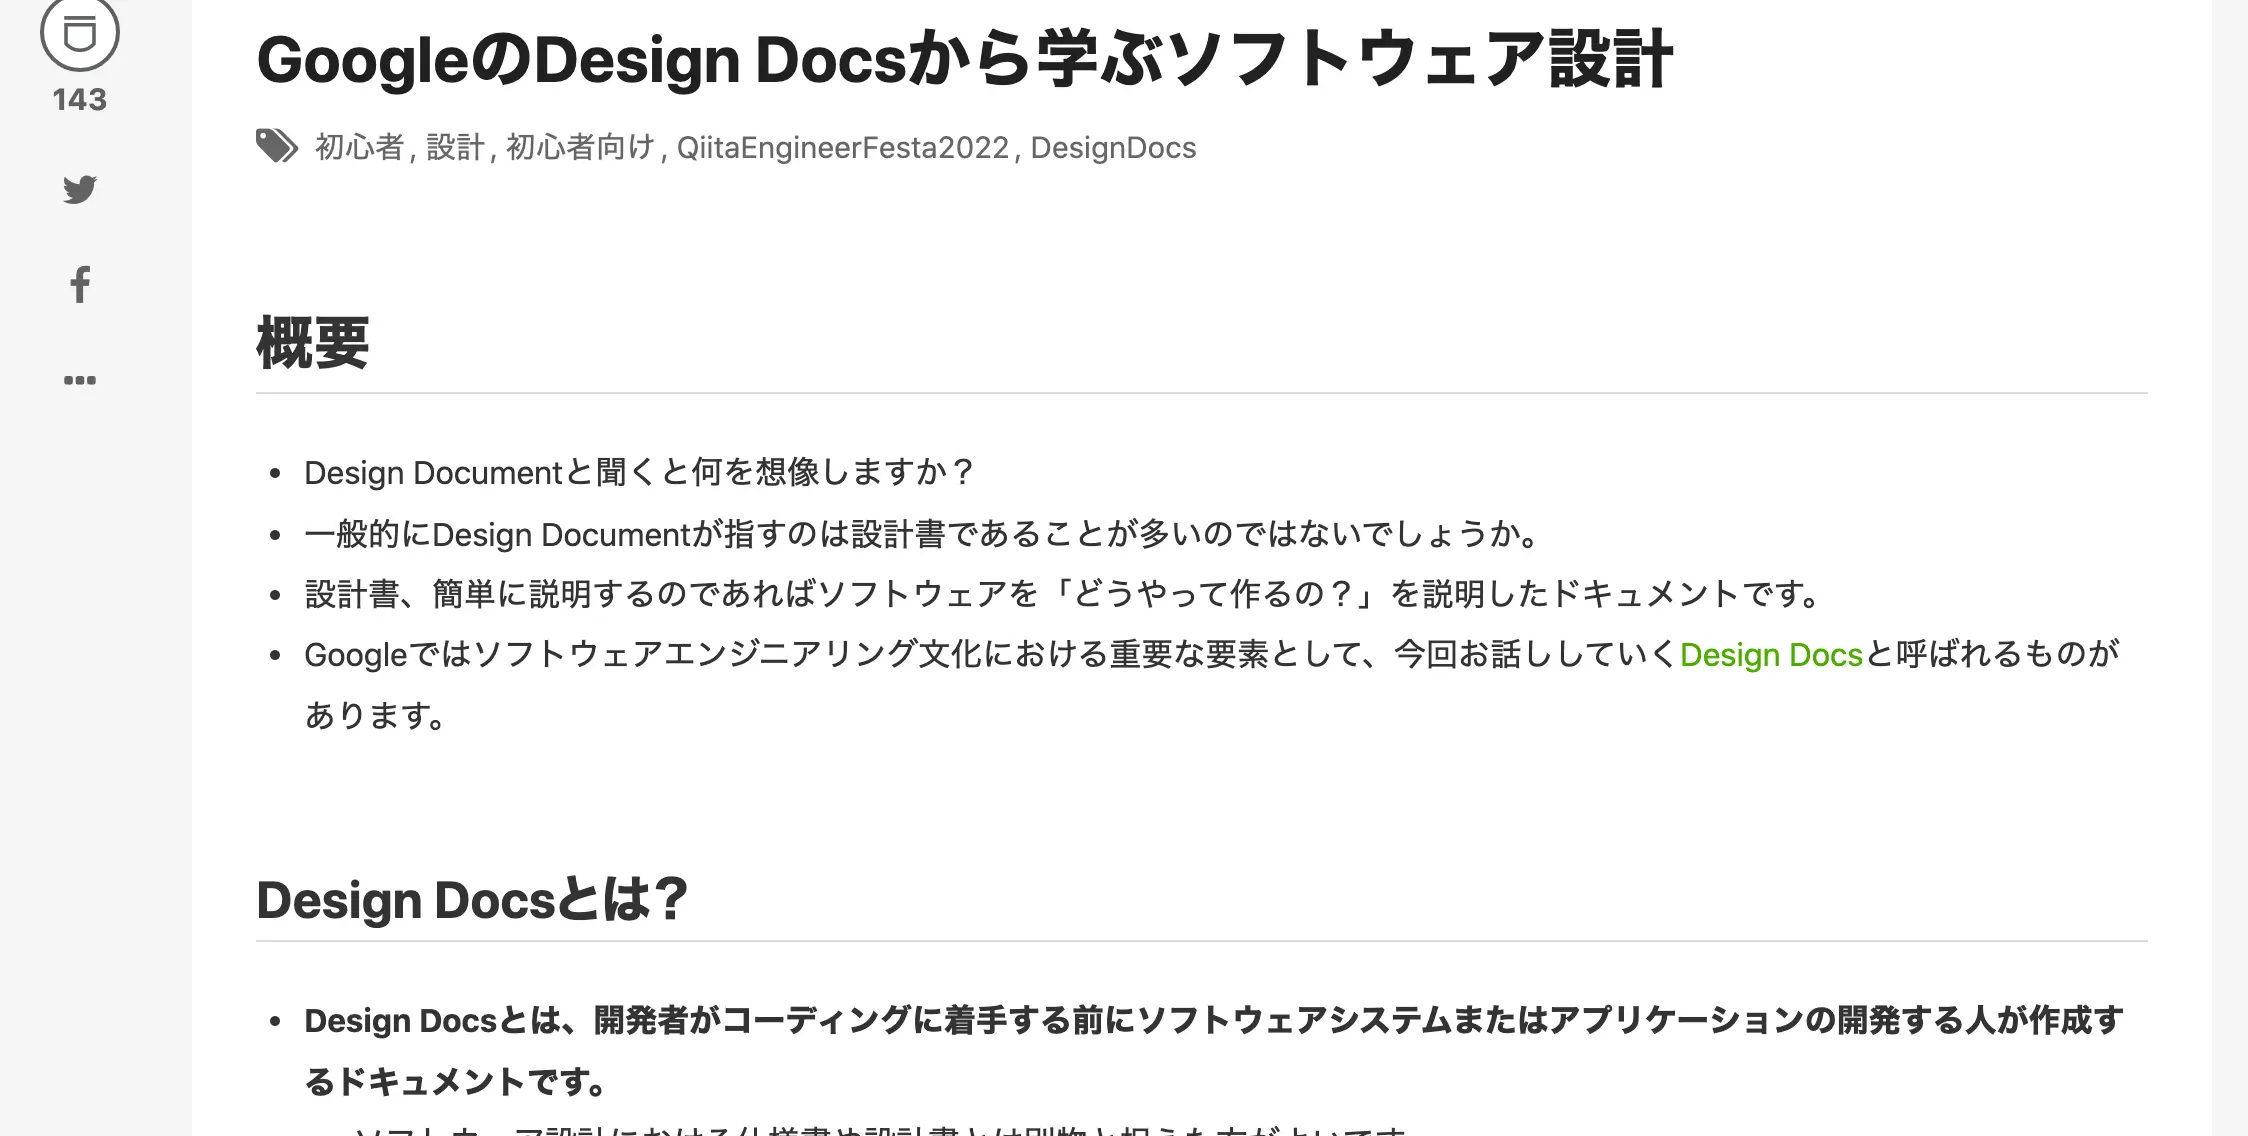 143
GoogleのDesign Docsから学ぶソフトウェア設計
初心者, 設計, 初心者向け, QiitaEngineerFesta2022, DesignDocs
概要
• Design Documentと聞くと何を想像しますか？
• 一般的にDesign Documentが指すのは設計書であることが多いのではないでしょうか。
• 設計書、簡単に説明するのであればソフトウェアを「どうやって作るの？」を説明したドキュメントです。
• Googleではソフトウェアエンジニアリング文化における重要な要素として、今回お話ししていくDesign Docsと呼ばれるものが
あります。
Design Docsとは？
• Design Docsとは、開発者がコーディングに着手する前にソフトウェアシステムまたはアプリケーションの開発する人が作成す
るドキュメントです。